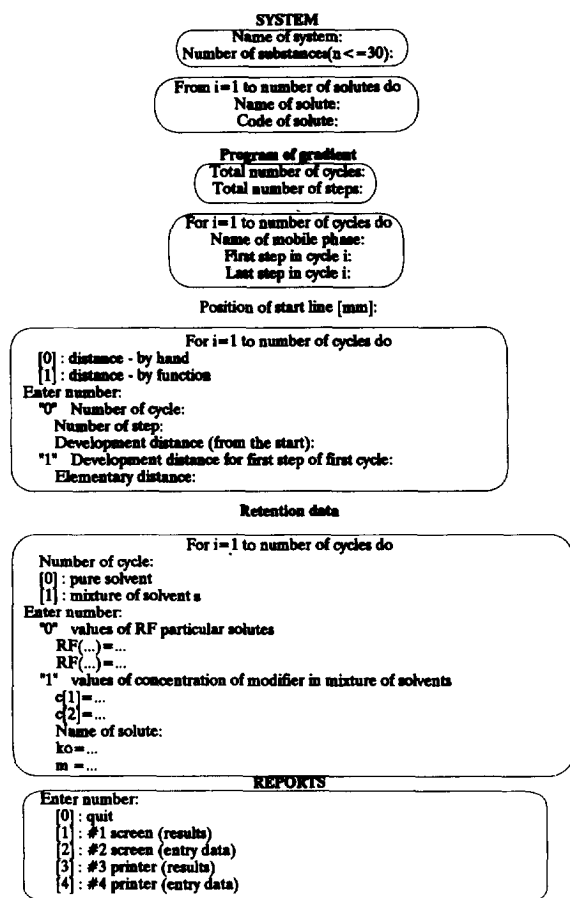 SYSTEM
Name of system:
Number of substances(n<=30):
From i=1 to number of solutes do
Name of solute:
Code of solute:
Program of gradient
Total number of cycles:
Total number of steps:
For i=1 to number of cycles do
Name of mobile phase:
First step in cycle i:
Last step in cycle i:
Position of start line [mm]:
For i=1 to number of cycles do
[0] : distance - by hand
[1] : distance - by function
Enter number:
"0" Number of cycle:
Number of step:
Development distance (from the start):
"1" Development distance for first step of first cycle:
Elementary distance:
Retention data
For i=1 to number of cycles do
Number of cycle:
[0] : pure solvent
[1] : mixture of solvent s
Enter number:
"0" values of RF particular solutes
RF(...)=...
RF(...)=...
"1" values of concentration of modifier in mixture of solvents
c[1]=...
c[2]=...
Name of solute:
ko=...
m =...
REPORTS
Enter number:
[0] : quit
[1] : #1 screen (results)
[2] : #2 screen (entry data)
[3] : #3 printer (results)
[4] : #4 printer (entry data)